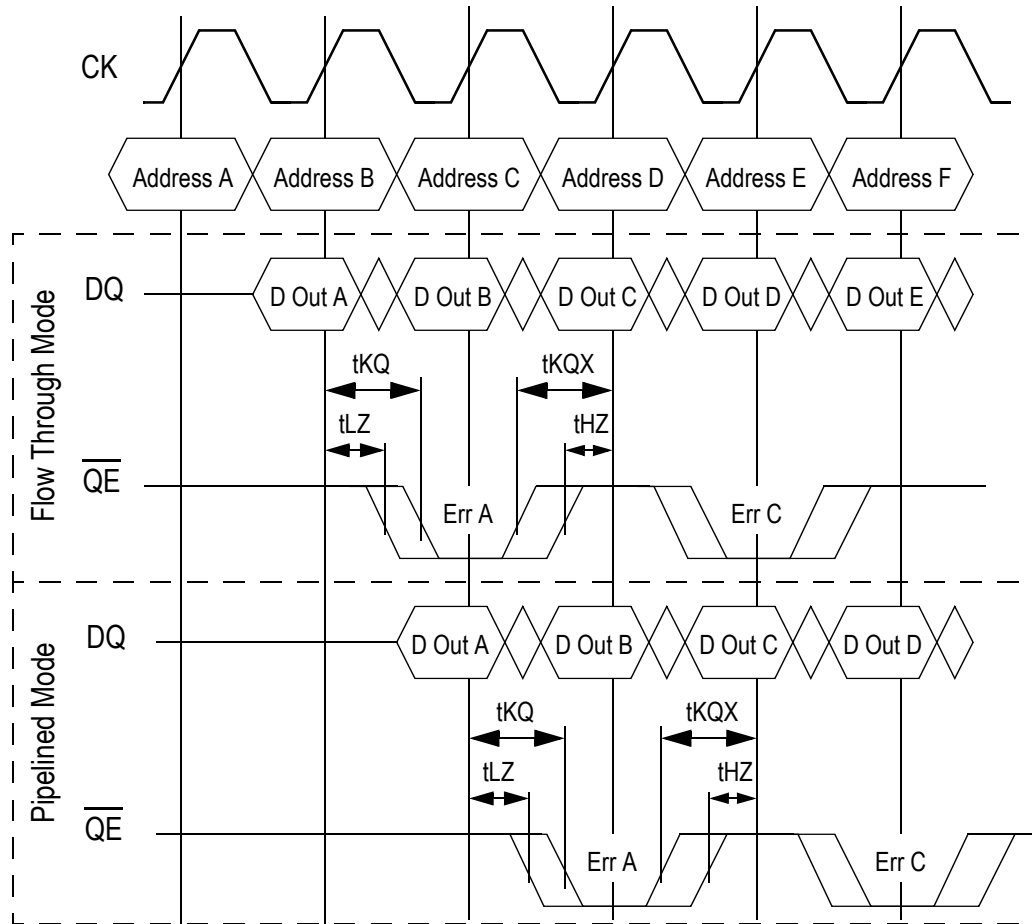 CK
Address A Address B Address C Address D Address E Address F
Flow Through Mode
DQ
D Out A D Out B D Out C D Out D D Out E
tKQ tKQX
tLZ tHZ
QE
Err A Err C
Pipelined Mode
DQ
D Out A D Out B D Out C D Out D
tKQ tKQX
tLZ tHZ
QE
Err A Err C